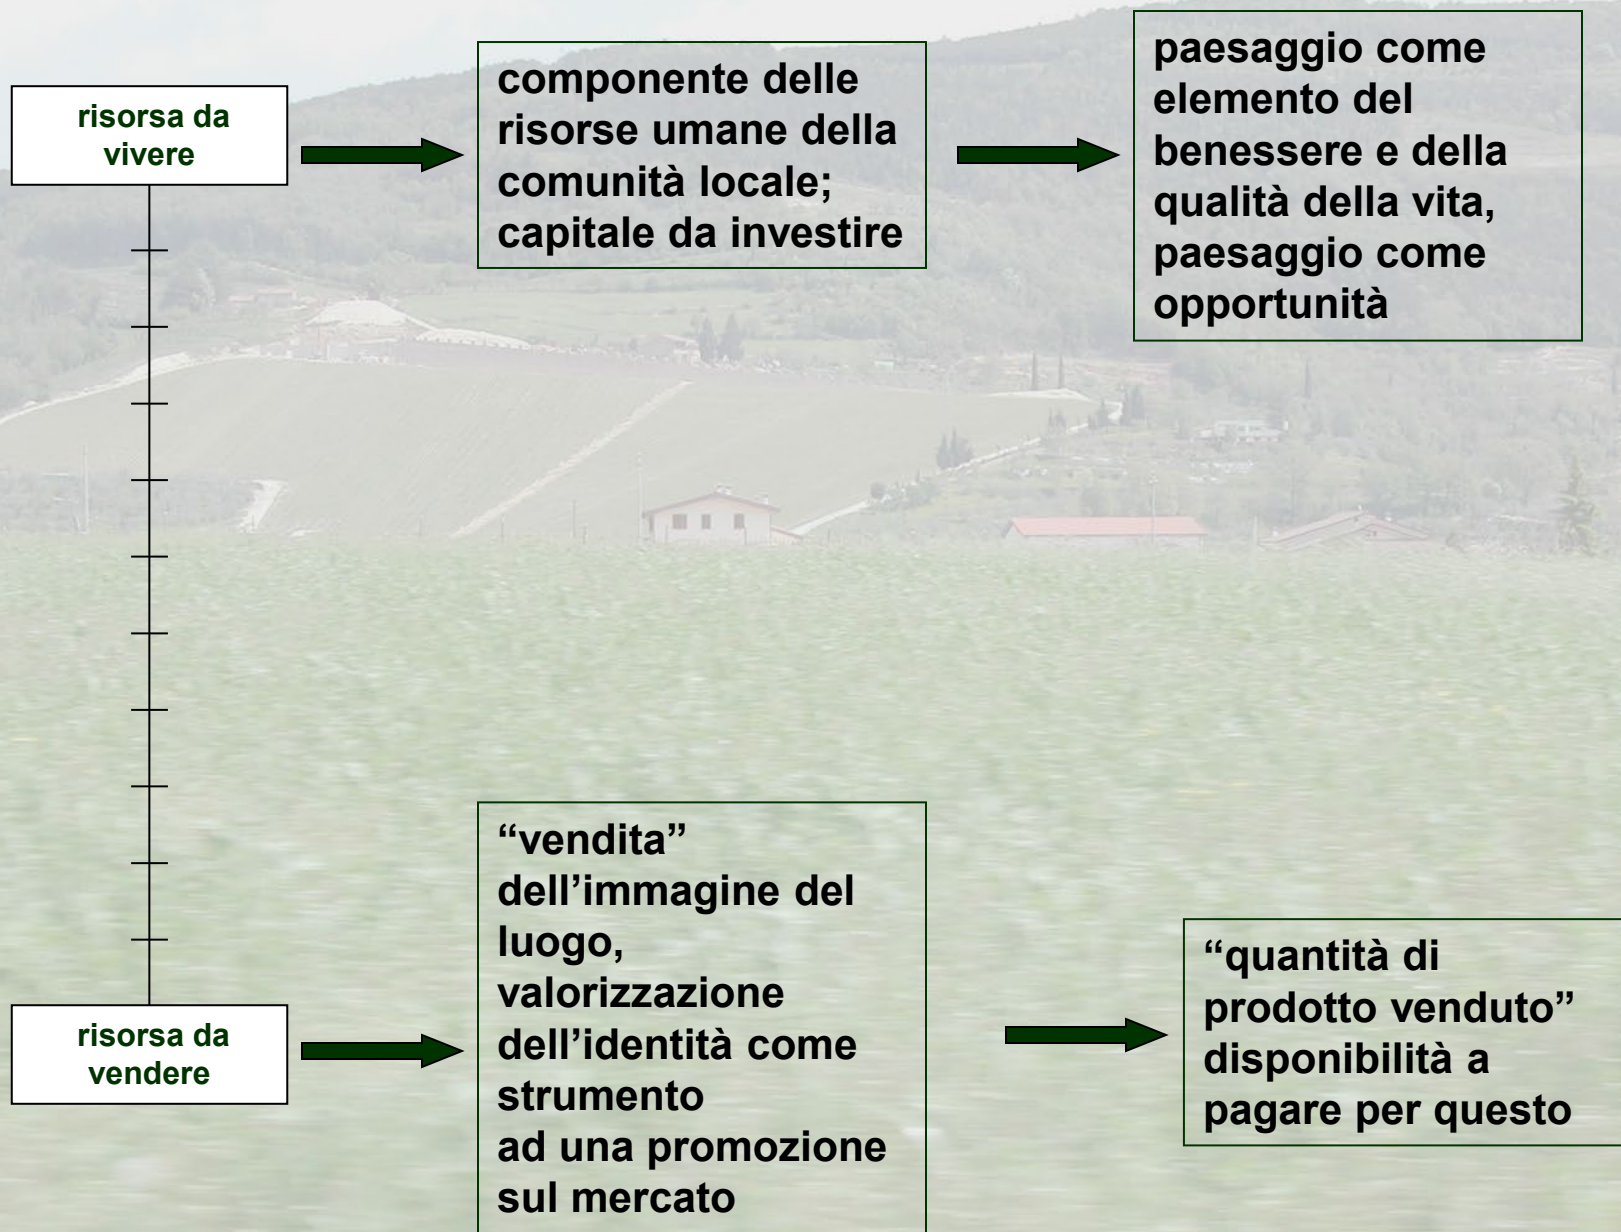 risorsa da
vivere
componente delle
risorse umane della
comunità locale;
capitale da investire
paesaggio come
elemento del
benessere e della
qualità della vita,
paesaggio come
opportunità
risorsa da
vendere
“vendita”
dell’immagine del
luogo,
valorizzazione
dell’identità come
strumento
ad una promozione
sul mercato
“quantità di
prodotto venduto”
disponibilità a
pagare per questo